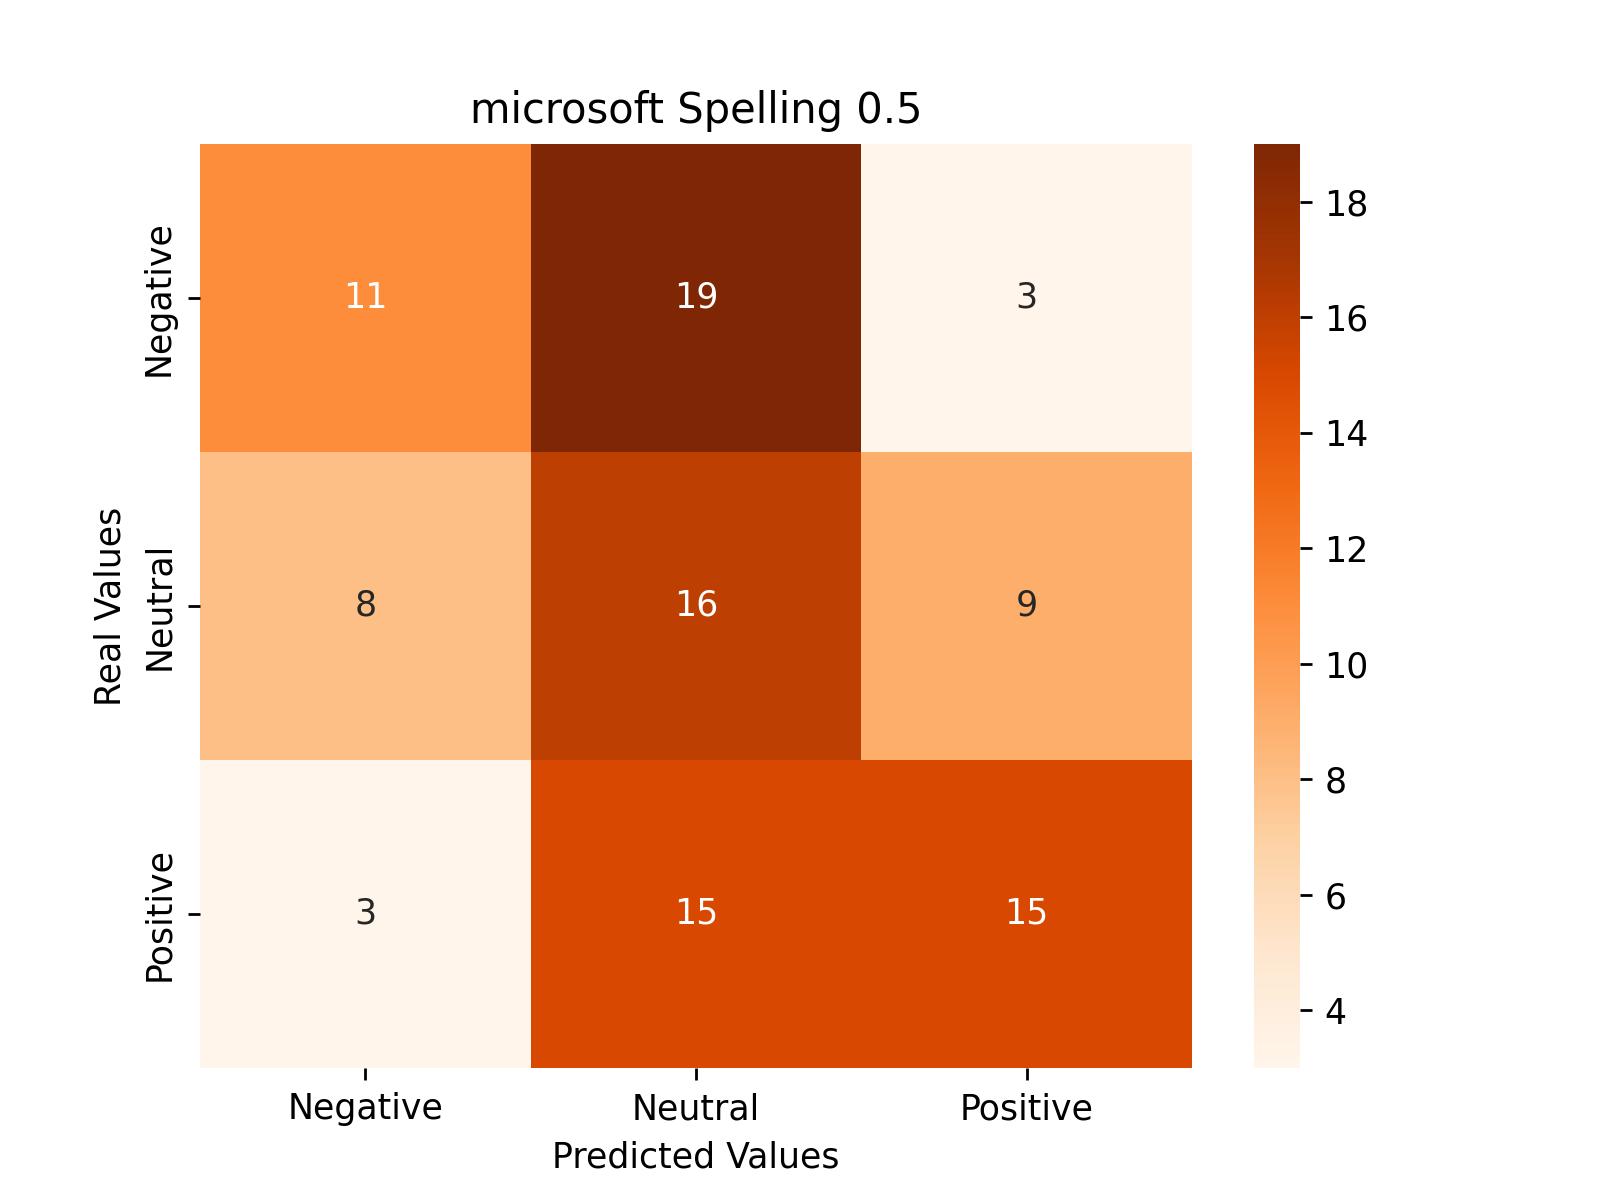 microsoft Spelling 0.5
Real Values
Negative
11 19 3
Neutral
8 16 9
Positive
3 15 15
Negative Neutral Positive
Predicted Values
18
16
14
12
10
8
6
4